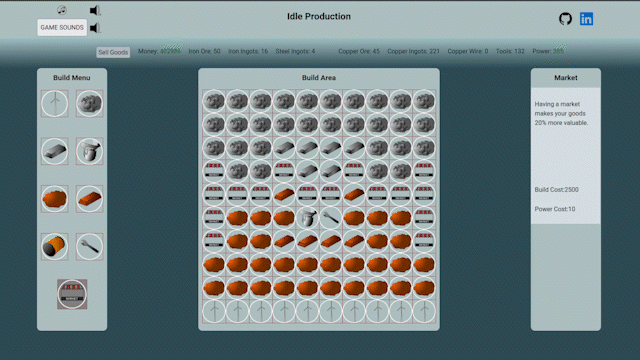 Idle Production
GAME SOUNDS
Sell Goods
Money: 402986
Iron Ore: 50
Iron Ingots: 16
Steel Ingots: 4
Copper Ore: 45
Copper Ingots: 221
Copper Wire: 0
Tools: 132
Power: 395
Build Menu
Build Area
Market
Having a market
makes your goods
20% more valuable.
Build Cost:2500
Power Cost:10